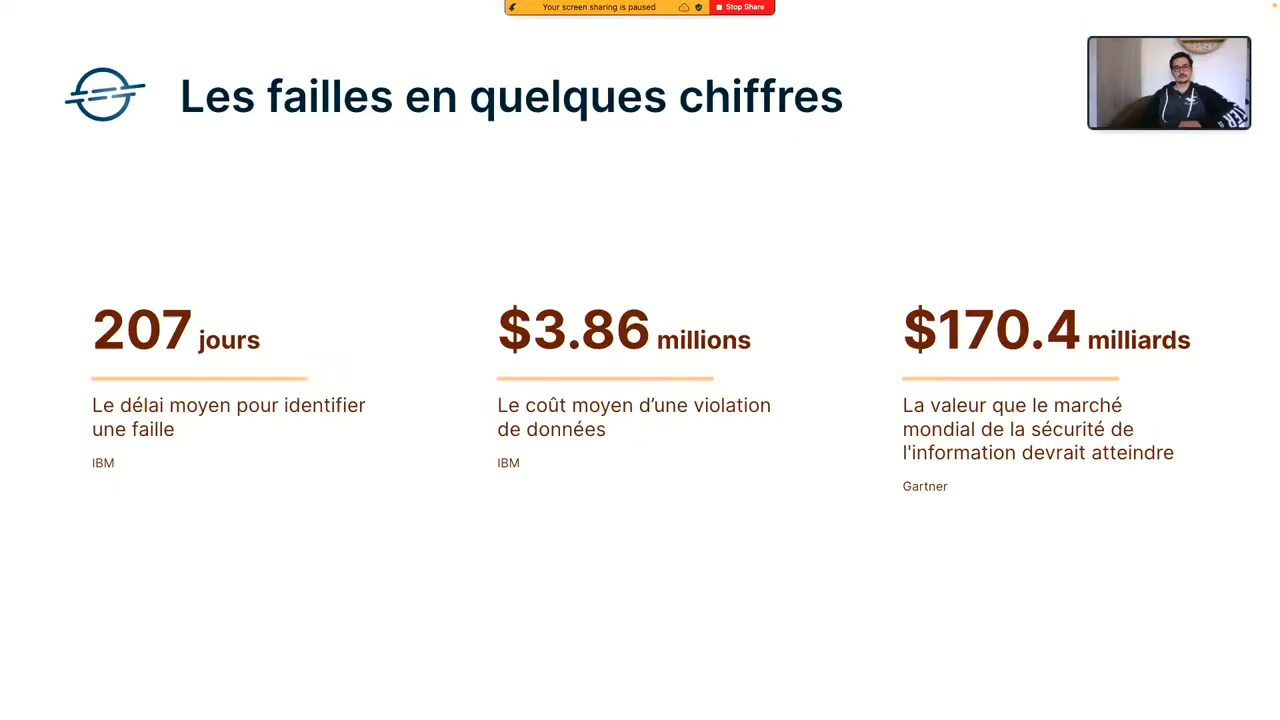 Your screen sharing is paused
Stop Share
Les failles en quelques chiffres
207 jours
Le délai moyen pour identifier
une faille
IBM
$3.86 millions
Le coût moyen d’une violation
de données
IBM
$170.4 milliards
La valeur que le marché
mondial de la sécurité de
l'information devrait atteindre
Gartner